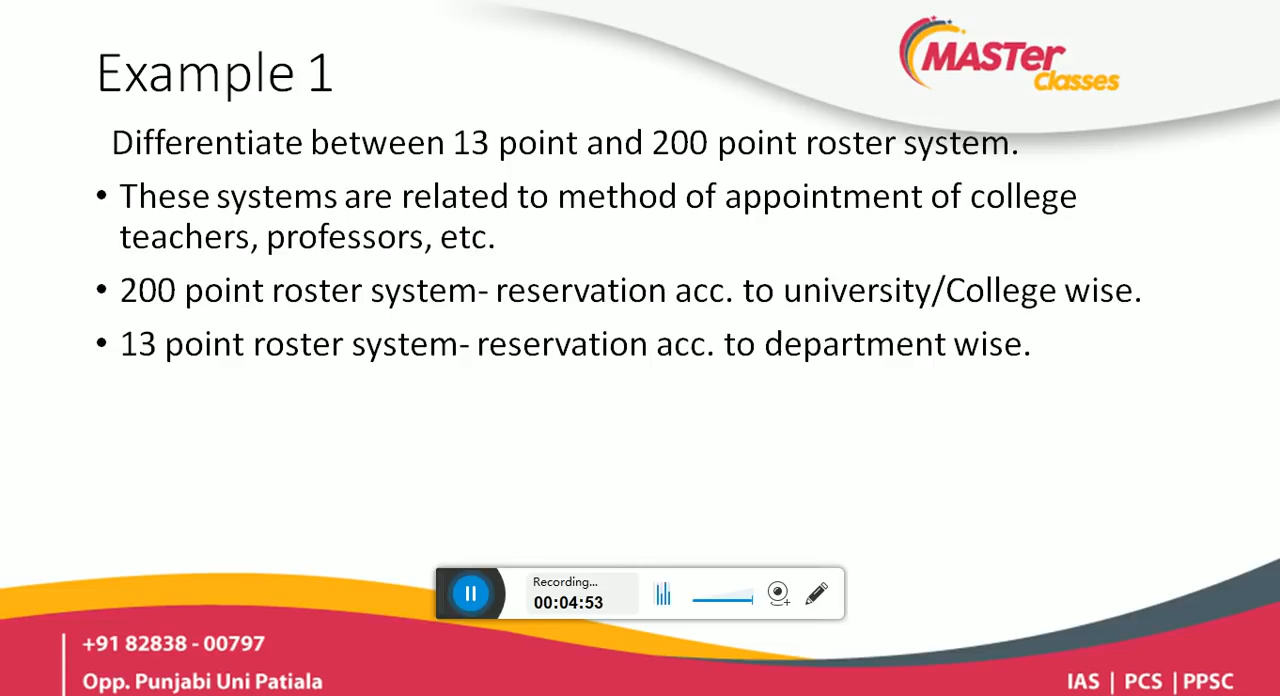 MASTer
Classes
Example 1
Differentiate between 13 point and 200 point roster system.
• These systems are related to method of appointment of college
teachers, professors, etc.
• 200 point roster system- reservation acc. to university/College wise.
• 13 point roster system- reservation acc. to department wise.
Recording...
00:04:53
+91 82838 - 00797
Opp. Punjabi Uni Patiala
IAS | PCS | PPSC